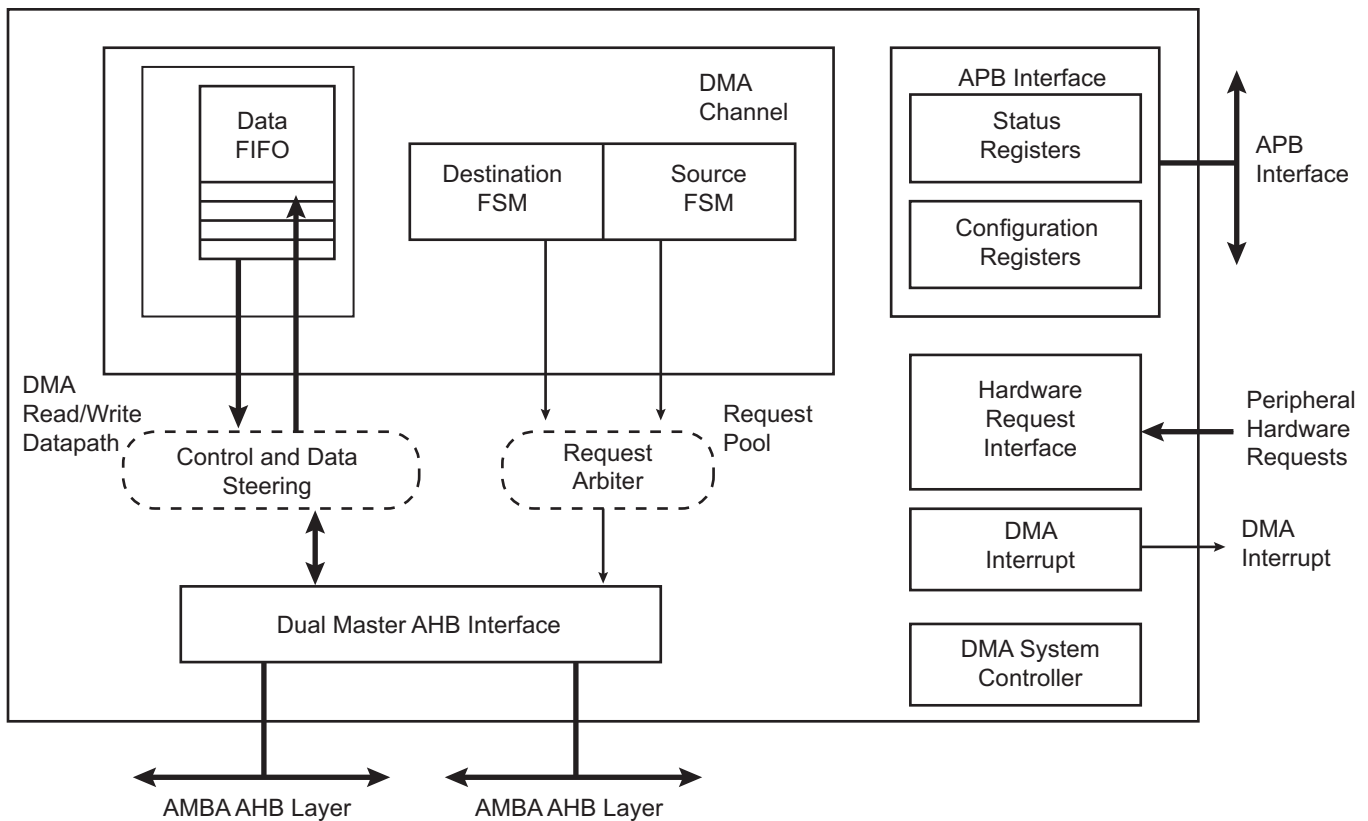 Data
FIFO
DMA
Channel
Destination
FSM
Source
FSM
APB Interface
Status
Registers
Configuration
Registers
APB
Interface
DMA
Read/Write
Datapath
Control and Data
Steering
Request
Arbiter
Request
Pool
Hardware
Request
Interface
Peripheral
Hardware
Requests
DMA
Interrupt
DMA
Interrupt
Dual Master AHB Interface
DMA System
Controller
AMBA AHB Layer
AMBA AHB Layer